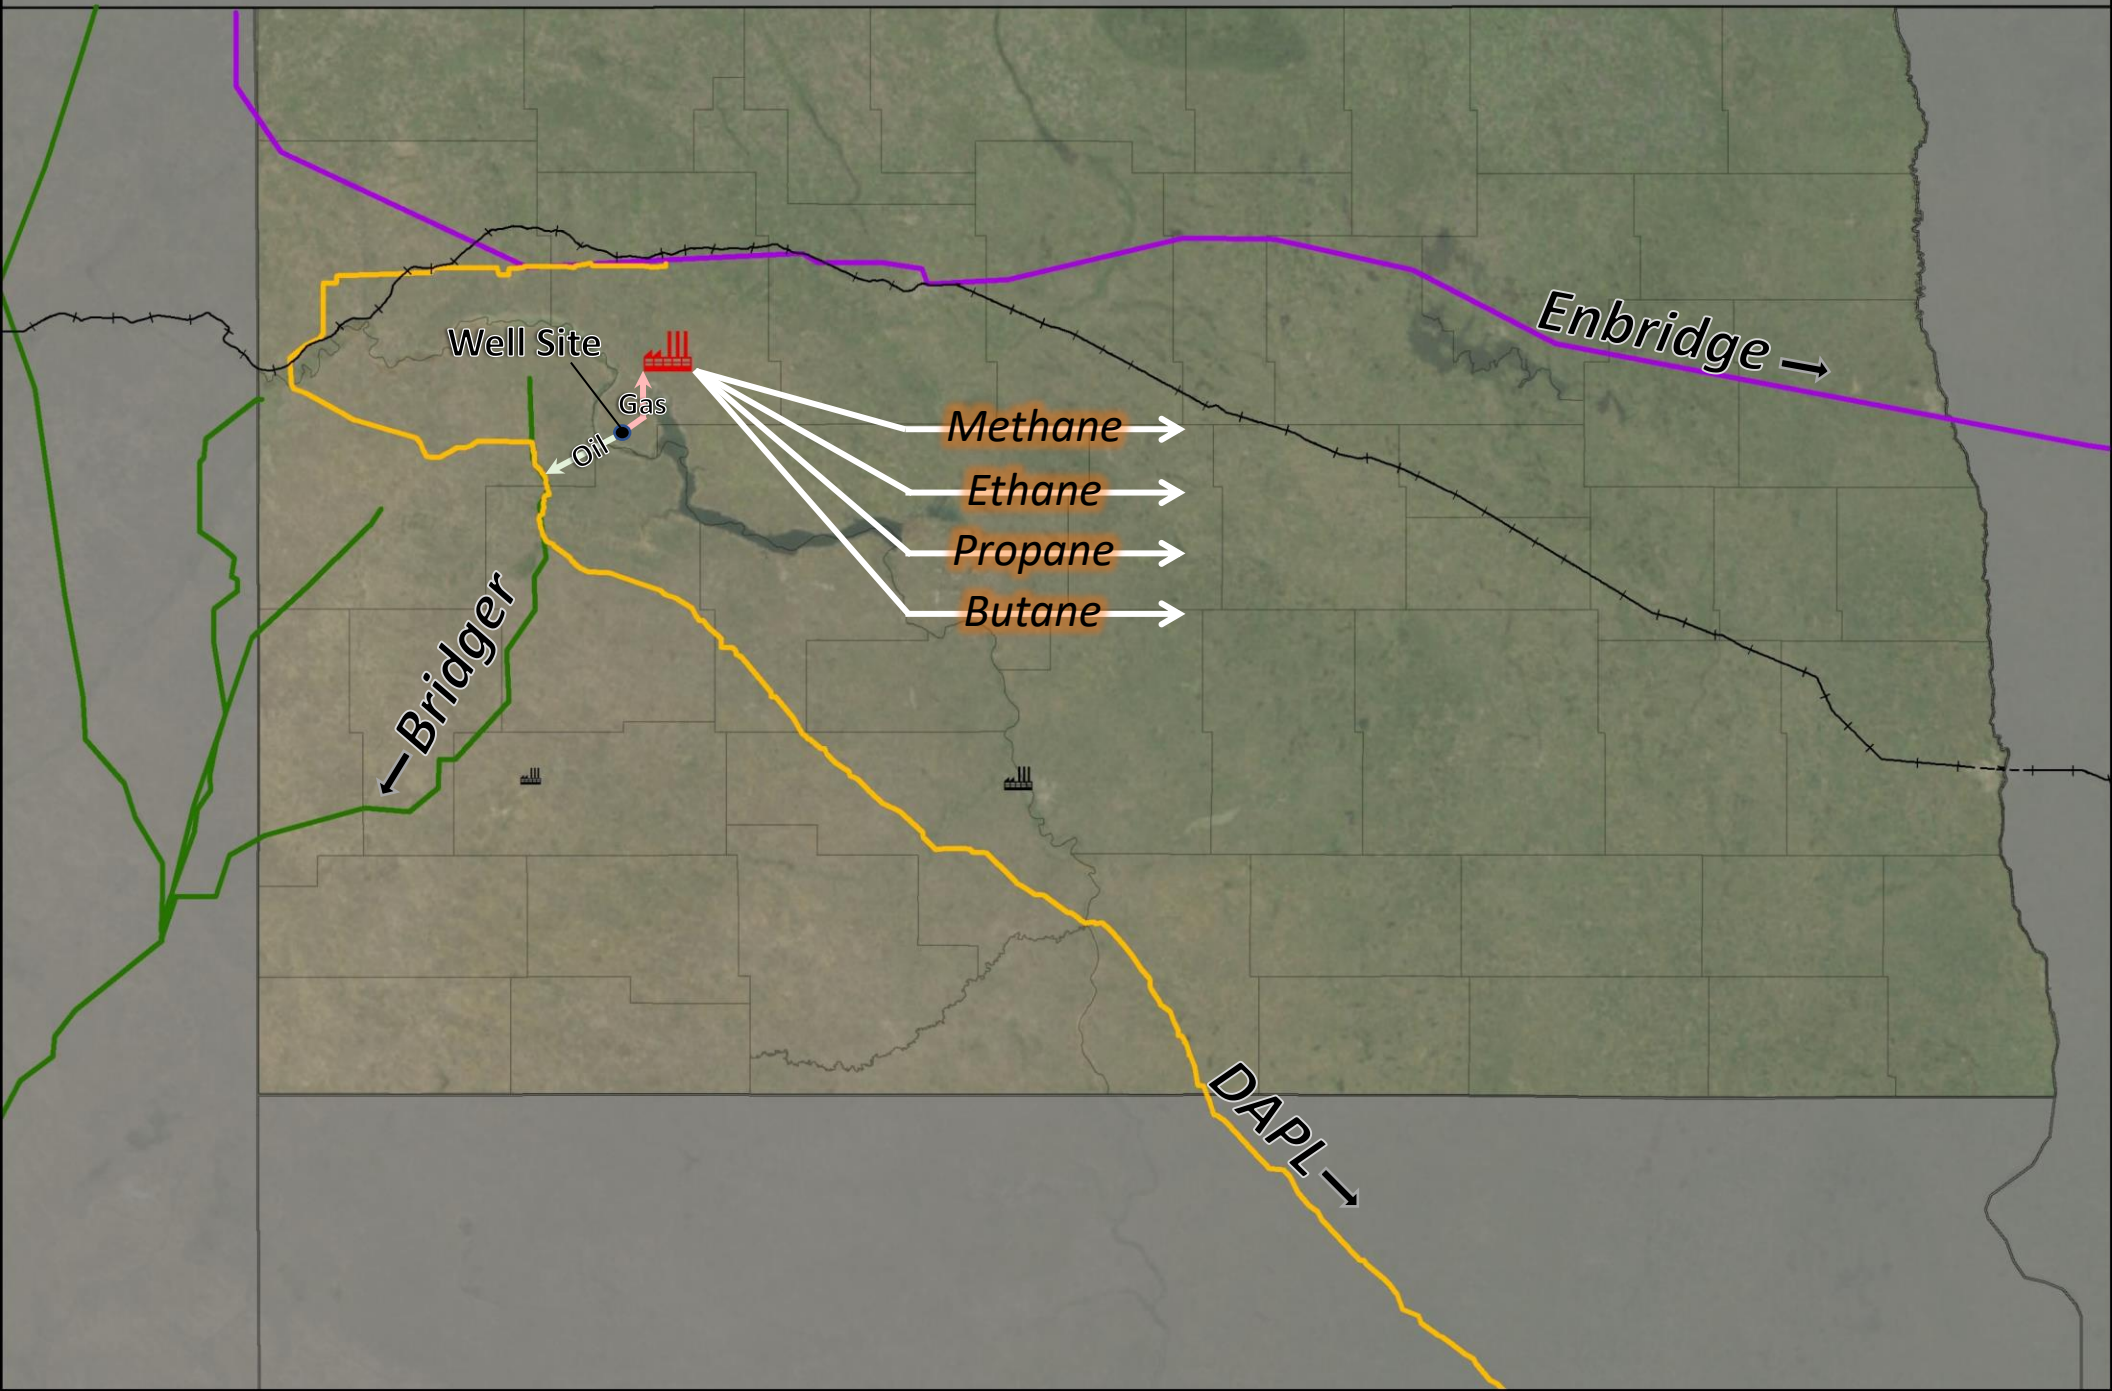 Enbridge
Well Site
Gas
Oil
Methane
Ethane
Propane
Butane
Bridger
DAPL